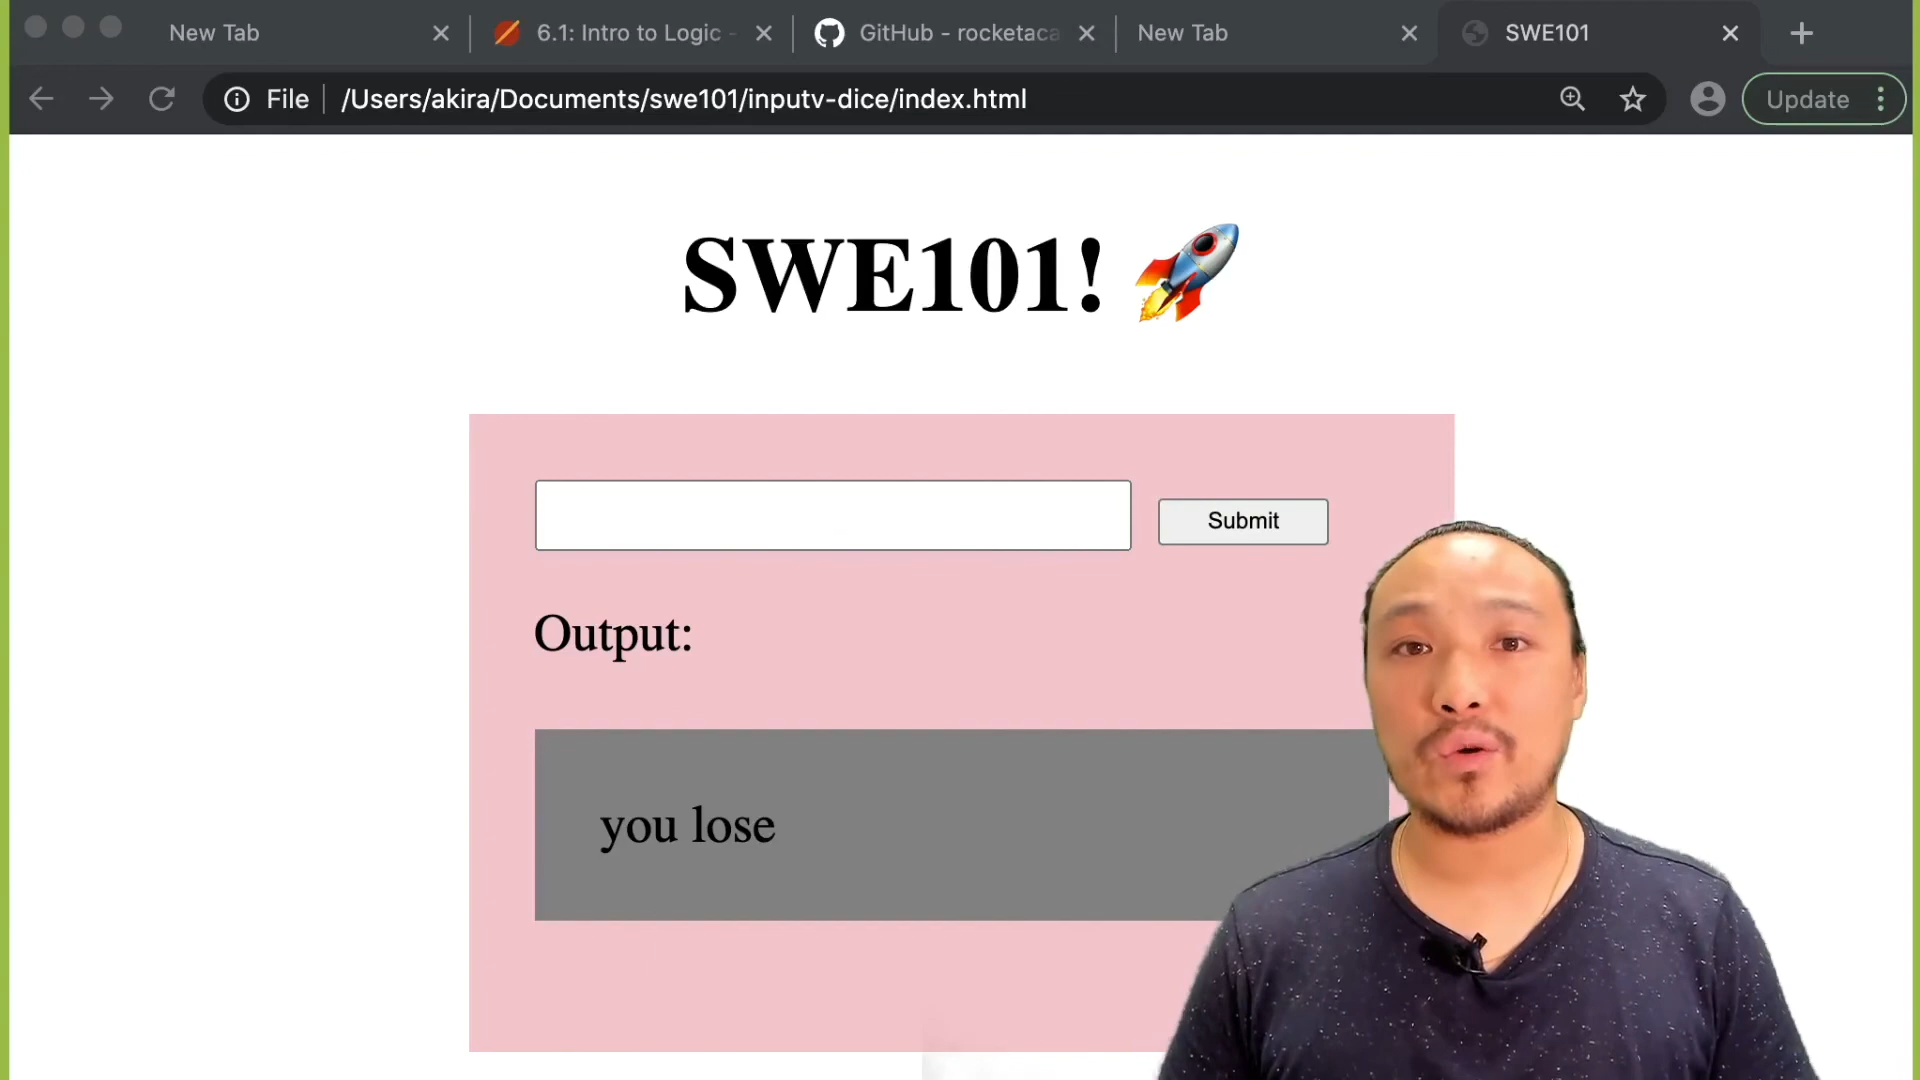 New Tab
6.1: Intro to Logic -
GitHub - rocketaca
New Tab
SWE101
File
/Users/akira/Documents/swe101/inputv-dice/index.html
Update
SWE101! 🚀
Submit
Output:
you lose